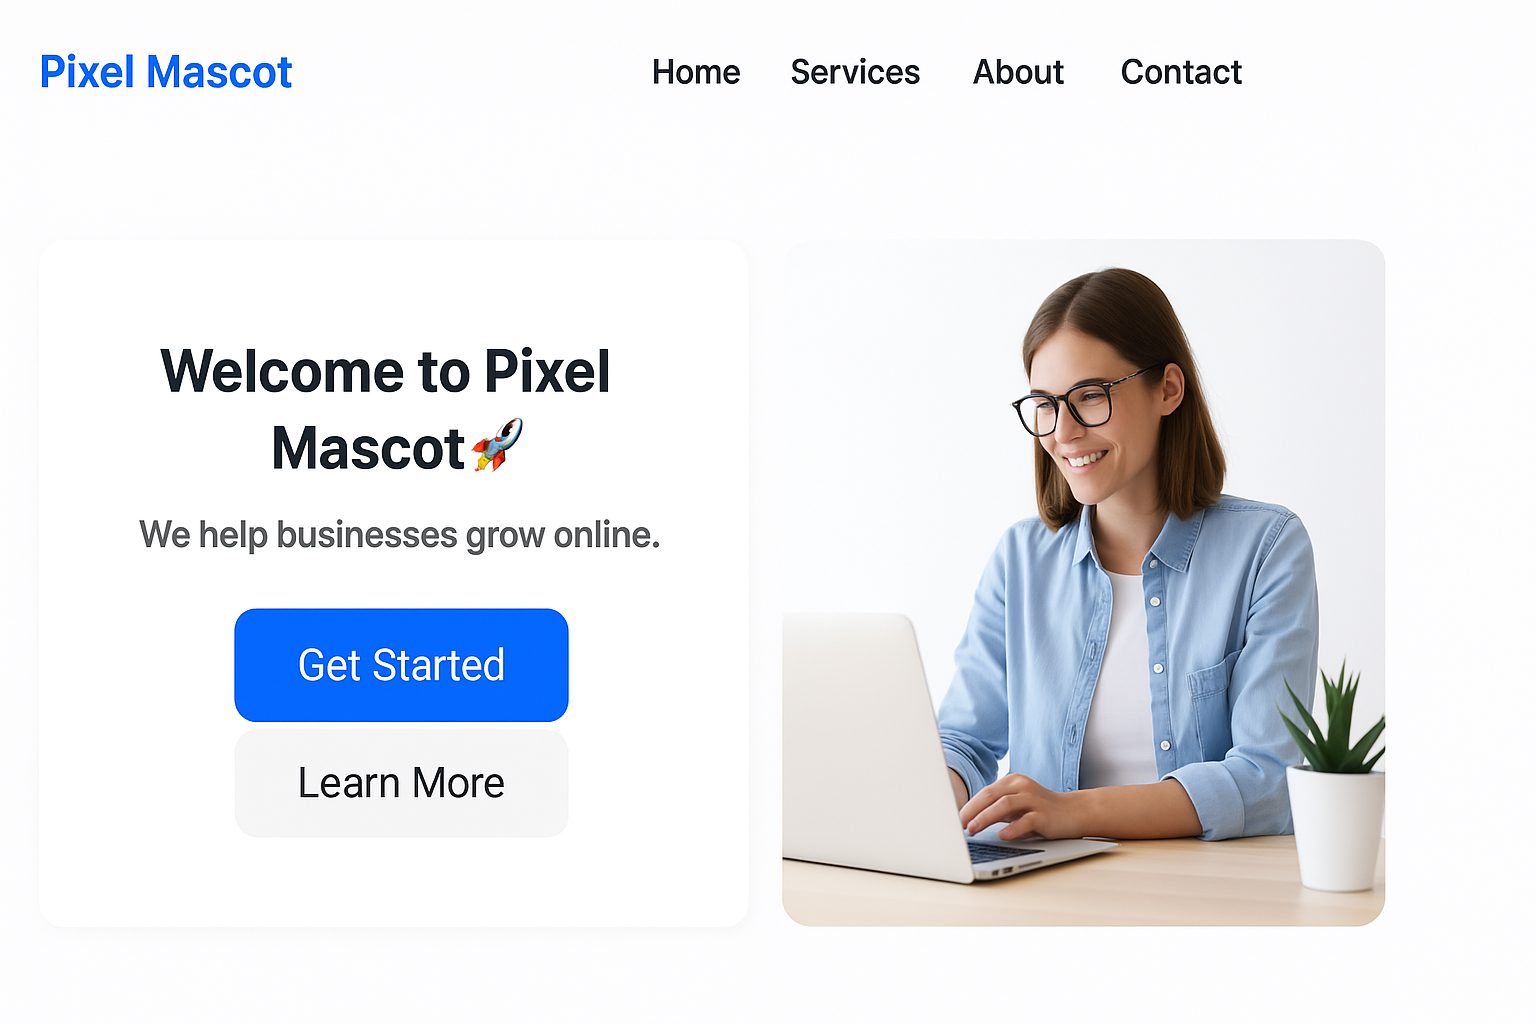 Pixel Mascot
Home Services About Contact
Welcome to Pixel
Mascot🚀
We help businesses grow online.
Get Started
Learn More